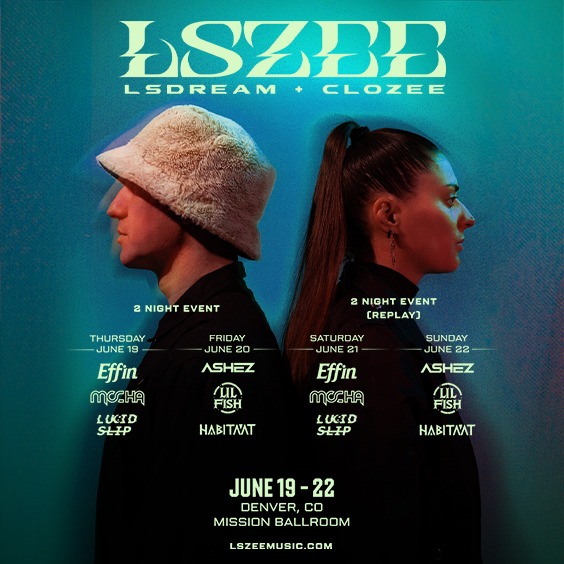 LSZEE
LSDREAM + CLOZEE
2 NIGHT EVENT
THURSDAY
JUNE 19
Effin
MOCHA
LUCID
SLIP
FRIDAY
JUNE 20
ASHEZ
LIL
FISH
HABITAAT
2 NIGHT EVENT
(REPLAY)
SATURDAY
JUNE 21
Effin
MOCHA
LUCID
SLIP
SUNDAY
JUNE 22
ASHEZ
LIL
FISH
HABITAAT
JUNE 19 - 22
DENVER, CO
MISSION BALLROOM
LSZEEMUSIC.COM